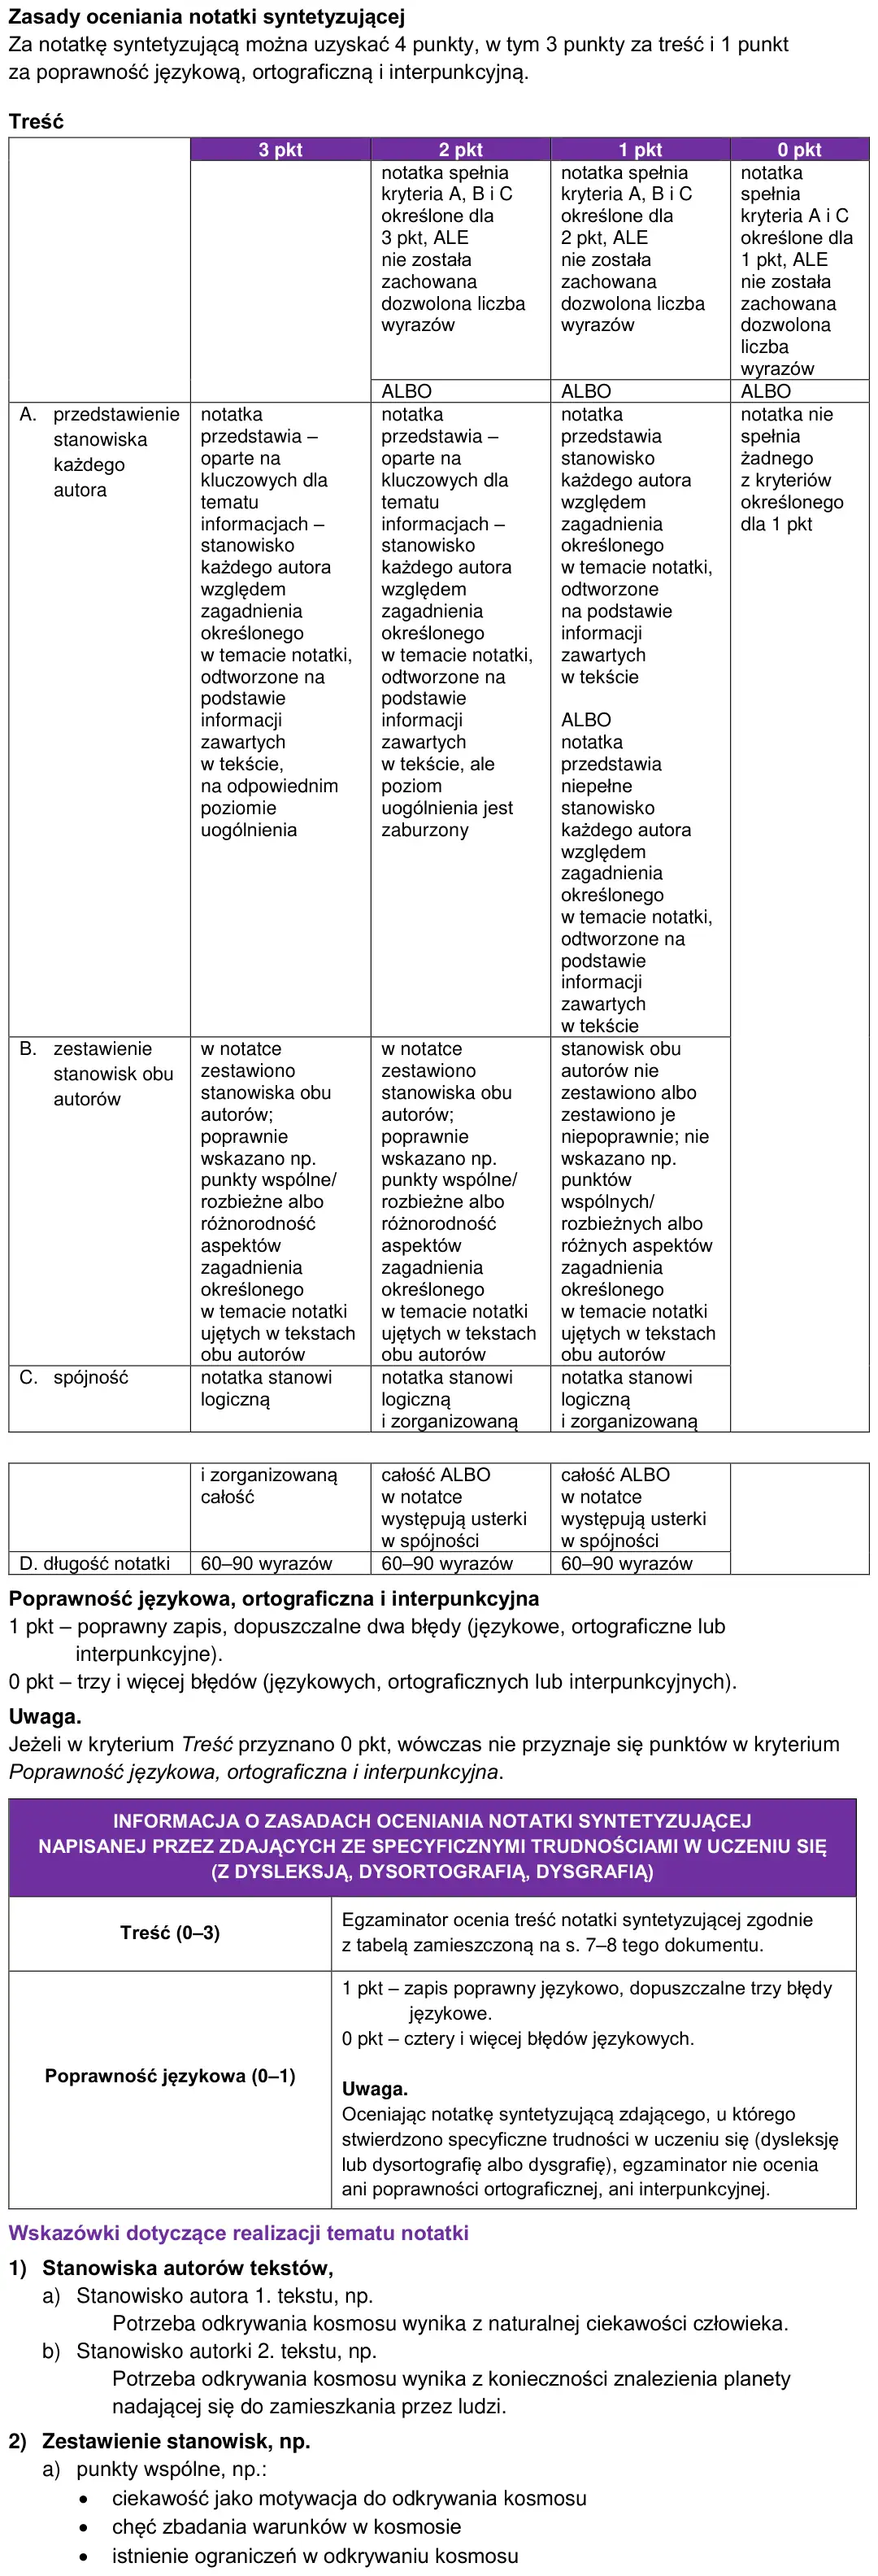 Zasady oceniania notatki syntetyzującej
Za notatkę syntetyzującą można uzyskać 4 punkty, w tym 3 punkty za treść i 1 punkt
za poprawność językową, ortograficzną i interpunkcyjną.
Treść
3 pkt
2 pkt
1 pkt
0 pkt
notatka spełnia
kryteria A, B i C
określone dla
3 pkt, ALE
nie została
zachowana
dozwolona liczba
wyrazów
notatka spełnia
kryteria A, B i C
określone dla
2 pkt, ALE
nie została
zachowana
dozwolona liczba
wyrazów
notatka
spełnia
kryteria A i C
określone dla
1 pkt, ALE
nie została
zachowana
dozwolona
liczba
wyrazów
ALBO
ALBO
ALBO
A. przedstawienie
stanowiska
każdego
autora
notatka
przedstawia –
oparte na
kluczowych dla
tematu
informacjach –
stanowisko
każdego autora
względem
zagadnienia
określonego
w temacie notatki,
odtworzone na
podstawie
informacji
zawartych
w tekście,
na odpowiednim
poziomie
uogólnienia
notatka
przedstawia –
oparte na
kluczowych dla
tematu
informacjach –
stanowisko
każdego autora
względem
zagadnienia
określonego
w temacie notatki,
odtworzone na
podstawie
informacji
zawartych
w tekście, ale
poziom
uogólnienia jest
zaburzony
notatka
przedstawia
stanowisko
każdego autora
względem
zagadnienia
określonego
w temacie notatki,
odtworzone
na podstawie
informacji
zawartych
w tekście
ALBO
notatka
przedstawia
niepełne
stanowisko
każdego autora
względem
zagadnienia
określonego
w temacie notatki,
odtworzone na
podstawie
informacji
zawartych
w tekście
notatka nie
spełnia
żadnego
z kryteriów
określonego
dla 1 pkt
B. zestawienie
stanowisk obu
autorów
w notatce
zestawiono
stanowiska obu
autorów;
poprawnie
wskazano np.
punkty wspólne/
rozbieżne albo
różnorodność
aspektów
zagadnienia
określonego
w temacie notatki
ujętych w tekstach
obu autorów
w notatce
zestawiono
stanowiska obu
autorów;
poprawnie
wskazano np.
punkty wspólne/
rozbieżne albo
różnorodność
aspektów
zagadnienia
określonego
w temacie notatki
ujętych w tekstach
obu autorów
stanowisk obu
autorów nie
zestawiono albo
zestawiono je
niepoprawnie; nie
wskazano np.
punktów
wspólnych/
rozbieżnych albo
różnych aspektów
zagadnienia
określonego
w temacie notatki
ujętych w tekstach
obu autorów
C. spójność
notatka stanowi
logiczną
notatka stanowi
logiczną
i zorganizowaną
notatka stanowi
logiczną
i zorganizowaną
i zorganizowaną
całość
całość ALBO
w notatce
występują usterki
w spójności
całość ALBO
w notatce
występują usterki
w spójności
D. długość notatki
60–90 wyrazów
60–90 wyrazów
60–90 wyrazów
Poprawność językowa, ortograficzna i interpunkcyjna
1 pkt – poprawny zapis, dopuszczalne dwa błędy (językowe, ortograficzne lub
interpunkcyjne).
0 pkt – trzy i więcej błędów (językowych, ortograficznych lub interpunkcyjnych).
Uwaga.
Jeżeli w kryterium Treść przyznano 0 pkt, wówczas nie przyznaje się punktów w kryterium
Poprawność językowa, ortograficzna i interpunkcyjna.
INFORMACJA O ZASADACH OCENIANIA NOTATKI SYNTETYZUJĄCEJ
NAPISANEJ PRZEZ ZDAJĄCYCH ZE SPECYFICZNYMI TRUDNOŚCIAMI W UCZENIU SIĘ
(Z DYSLEKSJĄ, DYSORTOGRAFIĄ, DYSGRAFIĄ)
Treść (0–3)
Egzaminator ocenia treść notatki syntetyzującej zgodnie
z tabelą zamieszczoną na s. 7–8 tego dokumentu.
Poprawność językowa (0–1)
1 pkt – zapis poprawny językowo, dopuszczalne trzy błędy
językowe.
0 pkt – cztery i więcej błędów językowych.
Uwaga.
Oceniając notatkę syntetyzującą zdającego, u którego
stwierdzono specyficzne trudności w uczeniu się (dysleksję
lub dysortografię albo dysgrafię), egzaminator nie ocenia
ani poprawności ortograficznej, ani interpunkcyjnej.
Wskazówki dotyczące realizacji tematu notatki
1) Stanowiska autorów tekstów,
a) Stanowisko autora 1. tekstu, np.
Potrzeba odkrywania kosmosu wynika z naturalnej ciekawości człowieka.
b) Stanowisko autorki 2. tekstu, np.
Potrzeba odkrywania kosmosu wynika z konieczności znalezienia planety
nadającej się do zamieszkania przez ludzi.
2) Zestawienie stanowisk, np.
a) punkty wspólne, np.:
• ciekawość jako motywacja do odkrywania kosmosu
• chęć zbadania warunków w kosmosie
• istnienie ograniczeń w odkrywaniu kosmosu